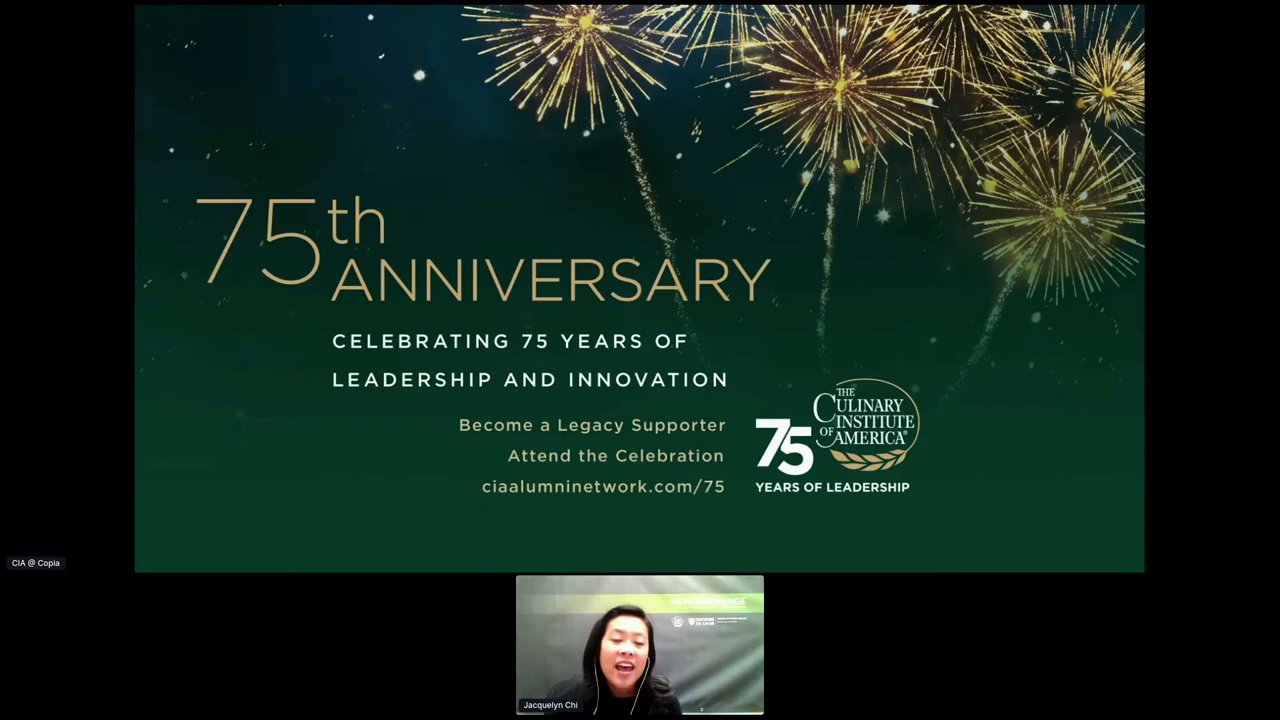 75th
ANNIVERSARY
CELEBRATING 75 YEARS OF
LEADERSHIP AND INNOVATION
Become a Legacy Supporter
Attend the Celebration
ciaalumninetwork.com/75
THE
CULINARY
INSTITUTE
OF AMERICA®
75
YEARS OF LEADERSHIP
CIA @ Copia
Jacquelyn Chi